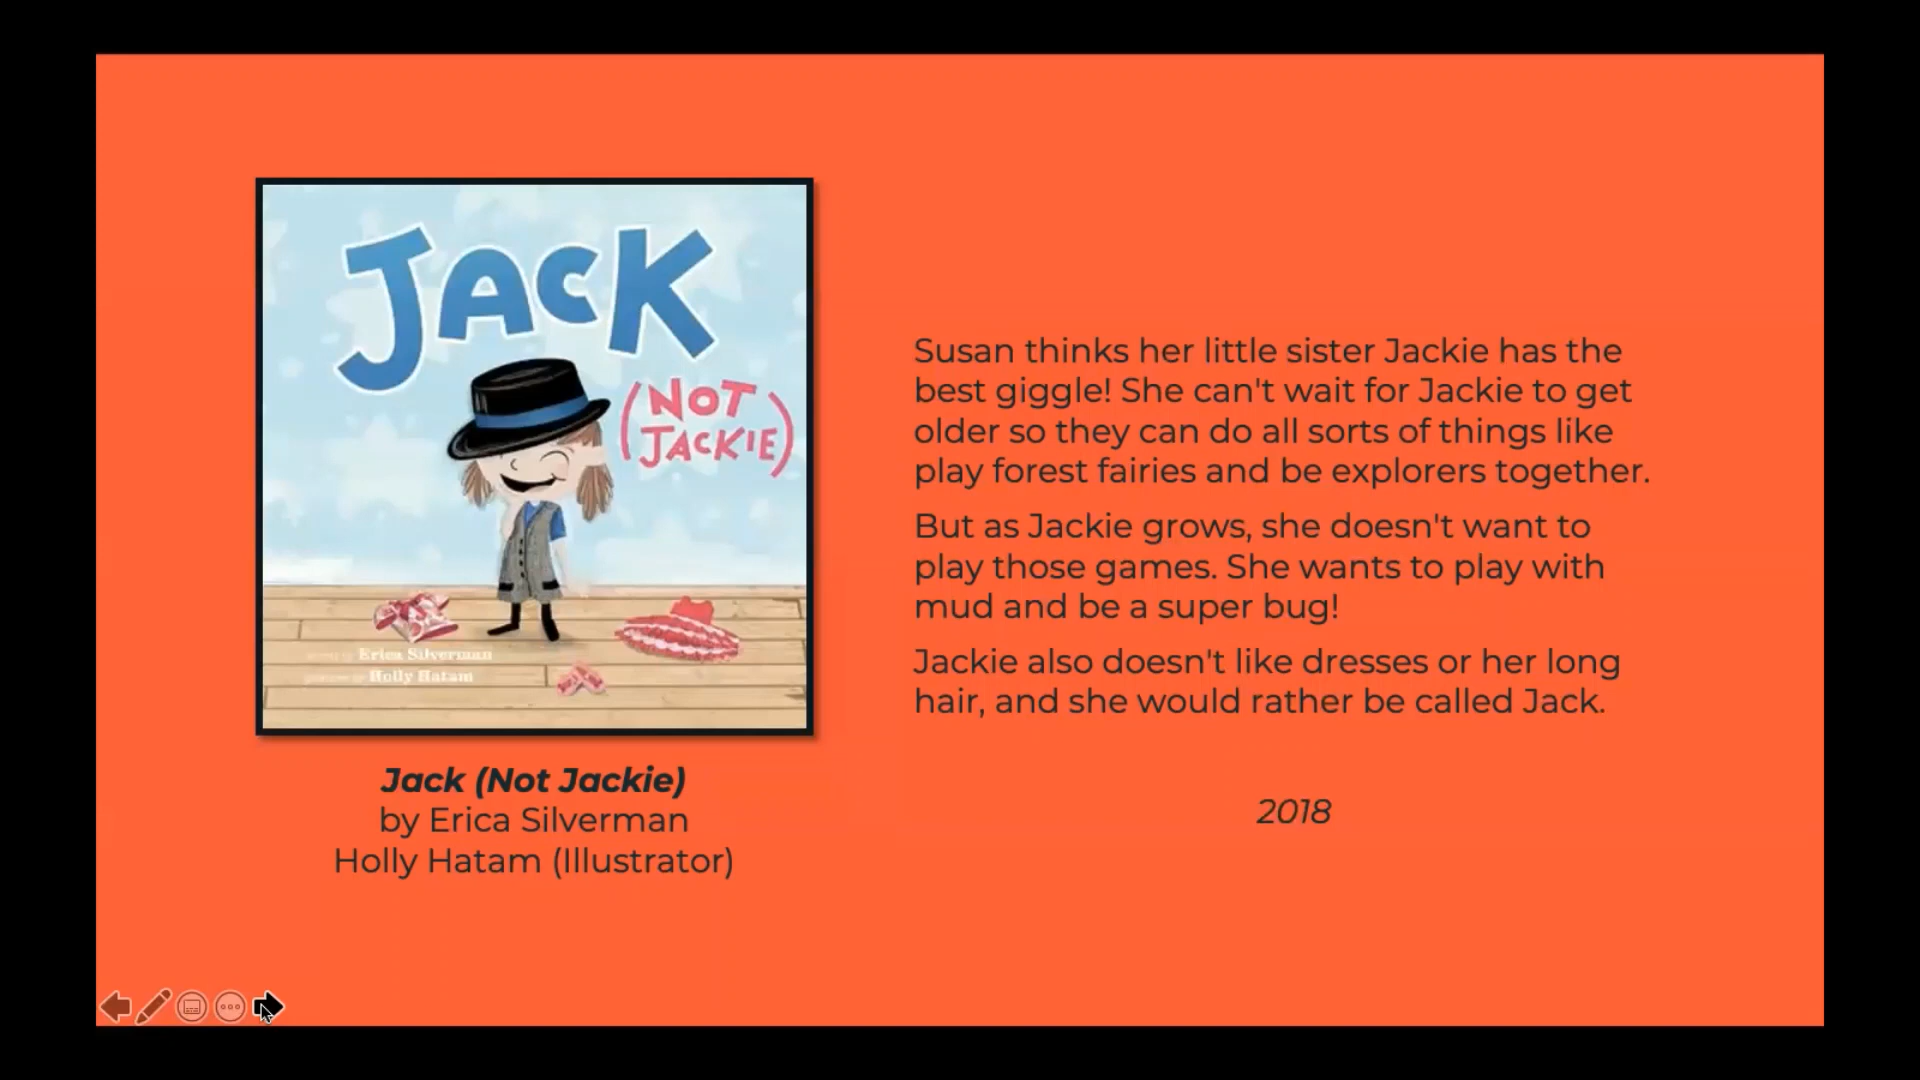 JACK
(NOT
JACKIE)
Erica Silverman
Holly Hatam
Jack (Not Jackie)
by Erica Silverman
Holly Hatam (Illustrator)
Susan thinks her little sister Jackie has the
best giggle! She can't wait for Jackie to get
older so they can do all sorts of things like
play forest fairies and be explorers together.
But as Jackie grows, she doesn't want to
play those games. She wants to play with
mud and be a super bug!
Jackie also doesn't like dresses or her long
hair, and she would rather be called Jack.
2018